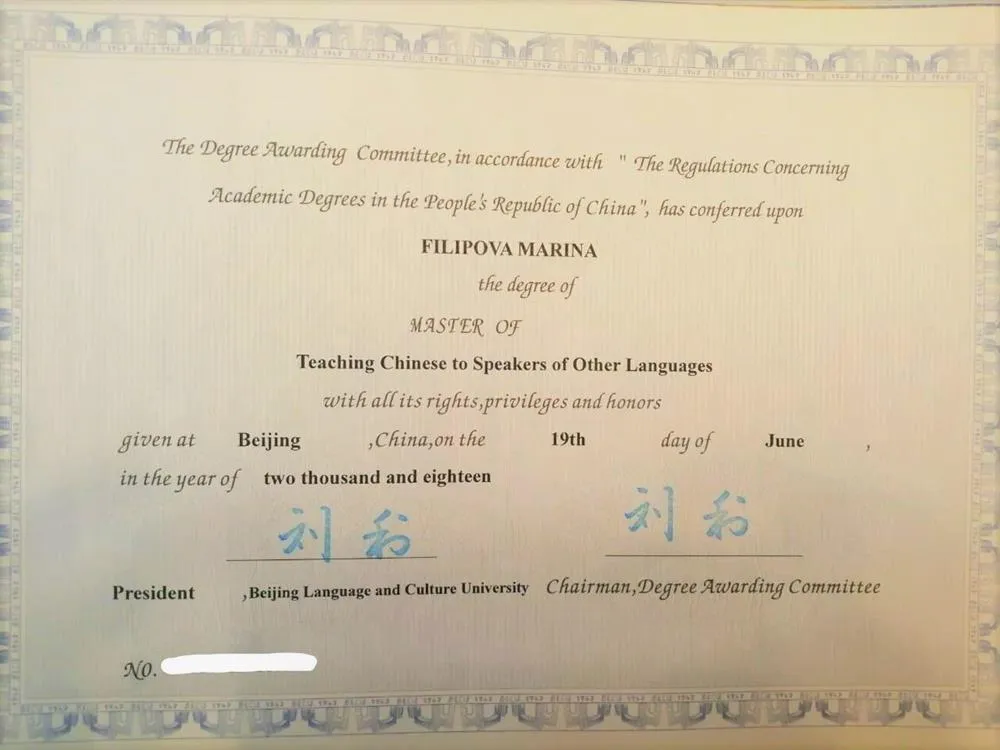 The Degree Awarding Committee, in accordance with " The Regulations Concerning
Academic Degrees in the People's Republic of China", has conferred upon
FILIPOVA MARINA
the degree of
MASTER OF
Teaching Chinese to Speakers of Other Languages
with all its rights,privileges and honors
given at Beijing ,China,on the 19th day of June ,
in the year of two thousand and eighteen
刘利 刘利
President ,Beijing Language and Culture University Chairman,Degree Awarding Committee
NO.